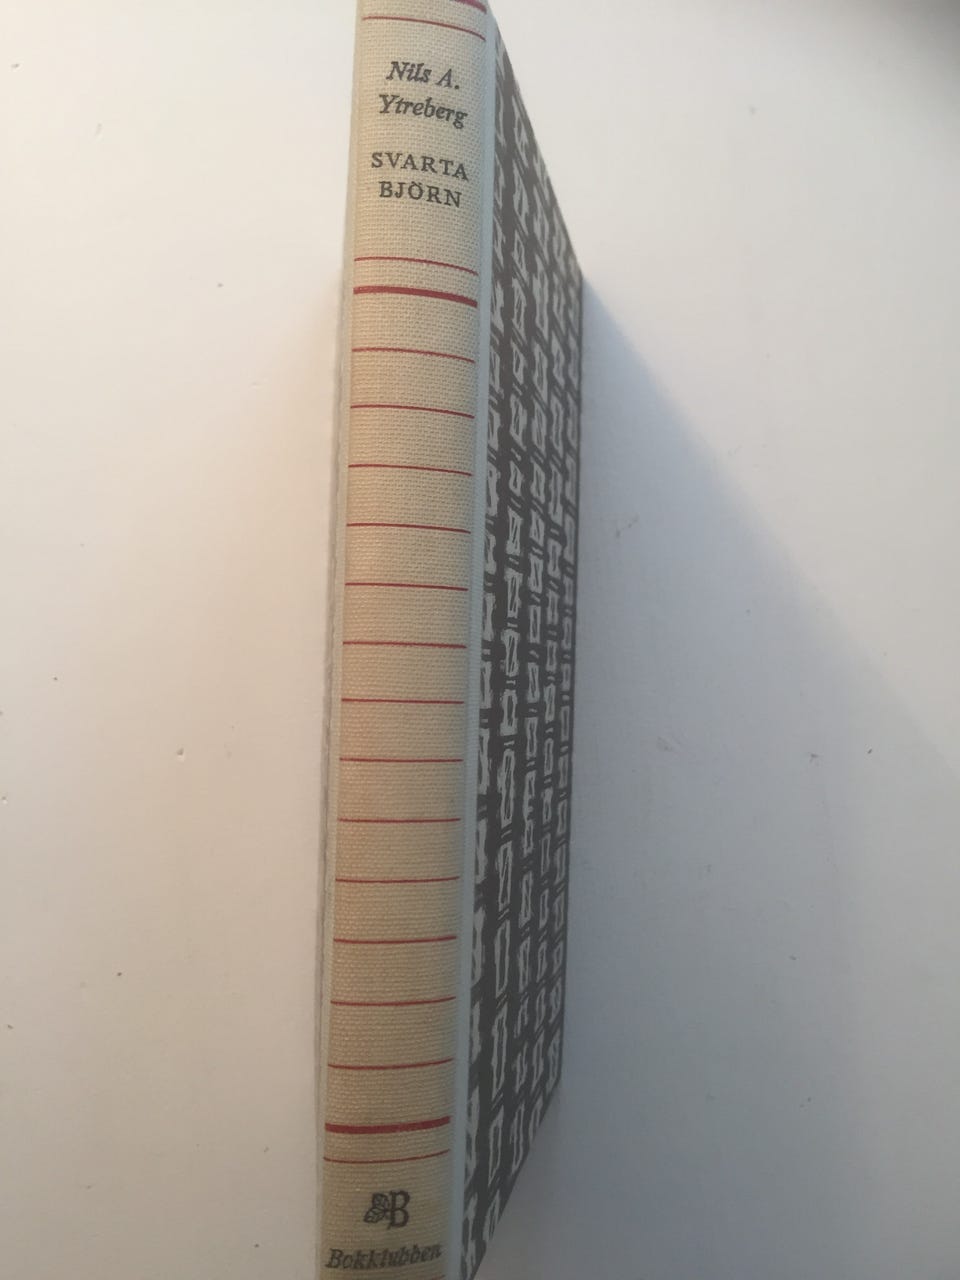 Nils A.
Ytreberg
SVARTA
BJÖRN
B
Bokklubben